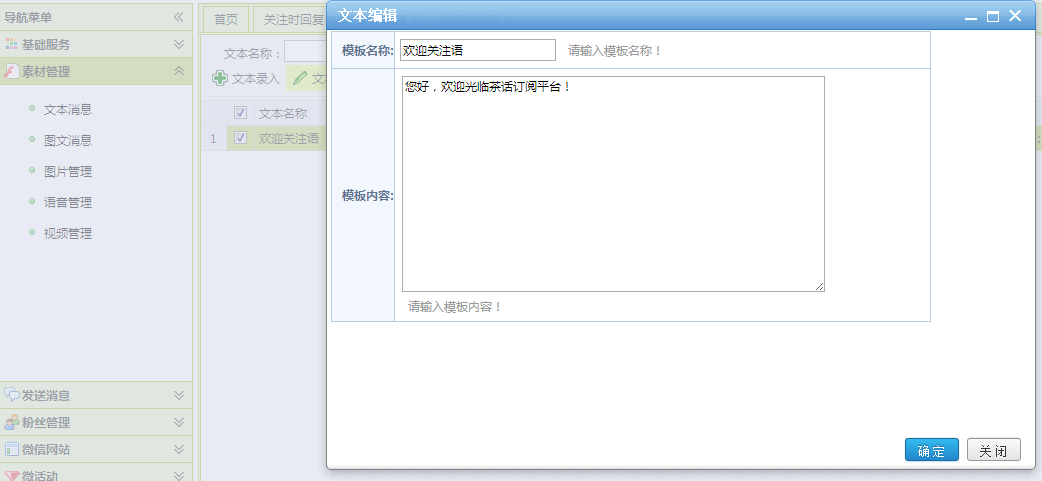 导航菜单
基础服务
素材管理
文本消息
图文消息
图片管理
语音管理
视频管理
发送消息
粉丝管理
微信网站
微活动
首页
关注时回复
文本名称：
文本录入
文
文本名称
1
欢迎关注语
文本编辑
模板名称:
欢迎关注语
请输入模板名称！
模板内容:
您好，欢迎光临茶话订阅平台！
请输入模板内容！
确定
关闭